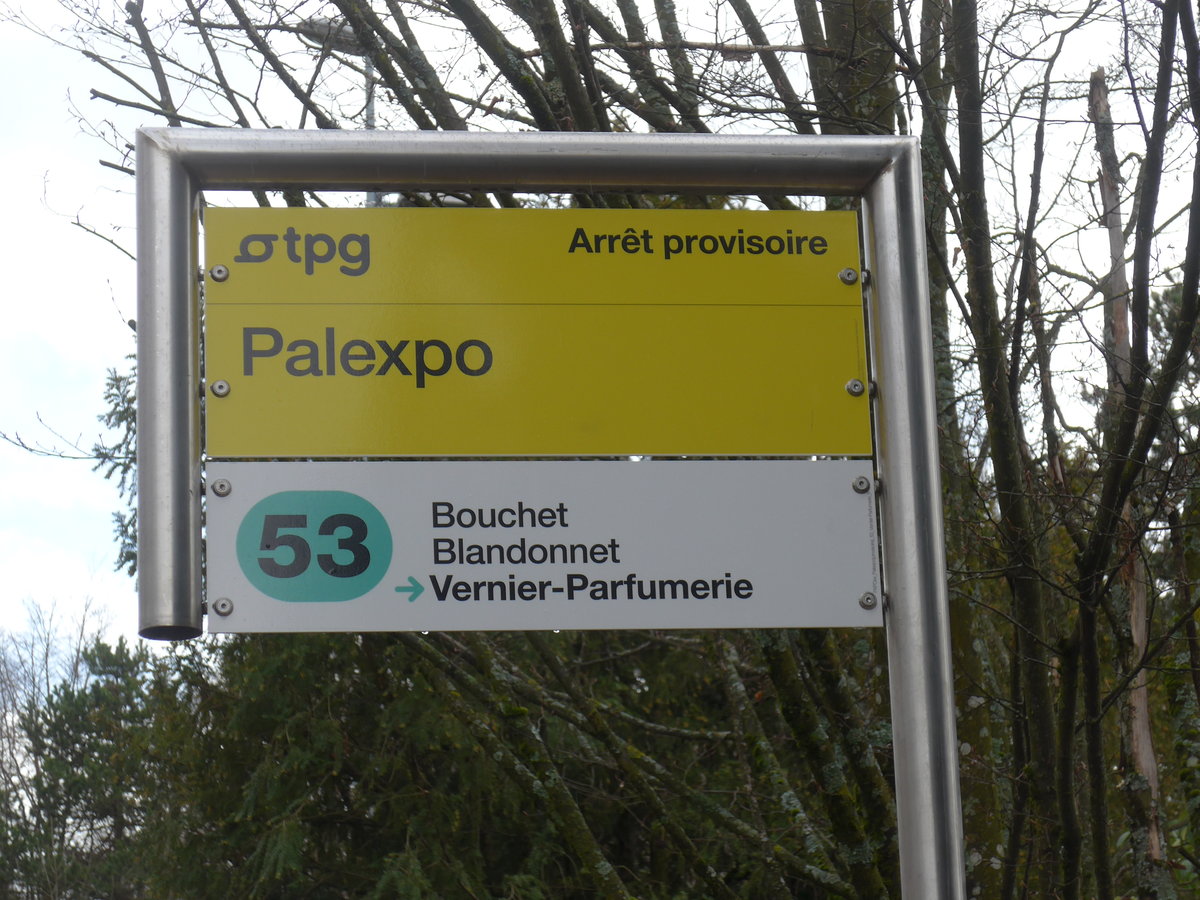 tpg Arrêt provisoire
Palexpo
53
Bouchet
Blandonnet
→ Vernier-Parfumerie